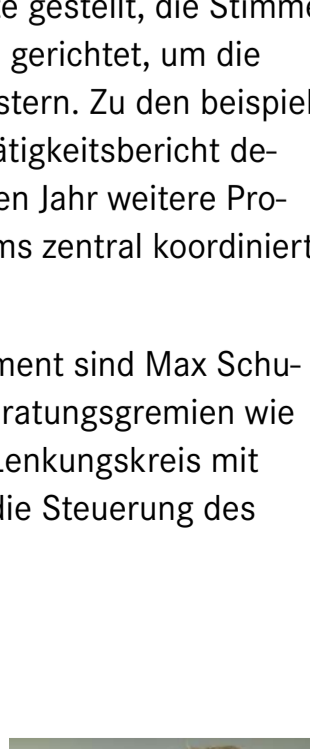 te gestellt, die Stimme
gerichtet, um die
stern. Zu den beispiel
ätigkeitsbericht de-
en Jahr weitere Pro-
ms zentral koordiniert
ment sind Max Schu-
ratungsgremien wie
Lenkungskreis mit
die Steuerung des